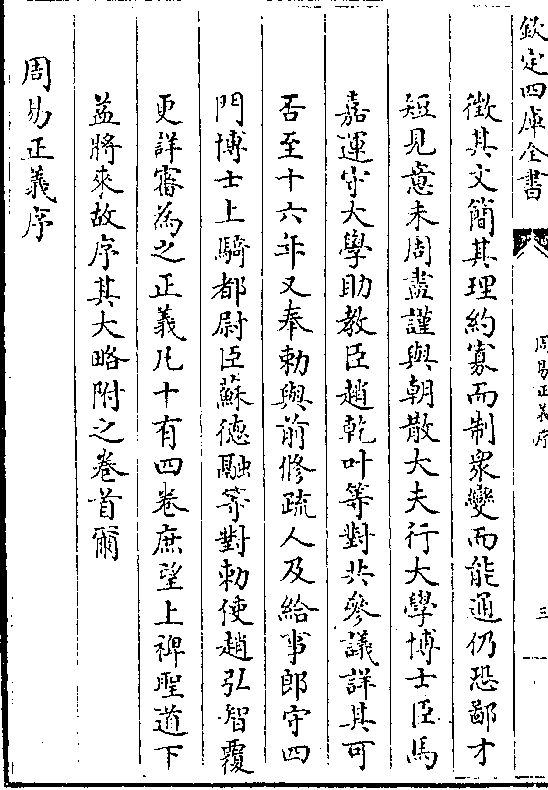 欽定四庫全書
周易正義序
三
徵其文簡其理約寡而制衆變而能通仍恐鄙才
短見意未周盡謹與朝散大夫行大學博士臣馬
嘉運守大學助教臣趙乾叶等對共參議詳其可
否至十六年又奉勅與前修疏人及給事郎守四
門博士上騎都尉臣蘇德融等對勅使趙弘智覆
更詳審為之正義凡十有四卷庶望上裨聖道下
益將來故序其大略附之卷首爾
周易正義序